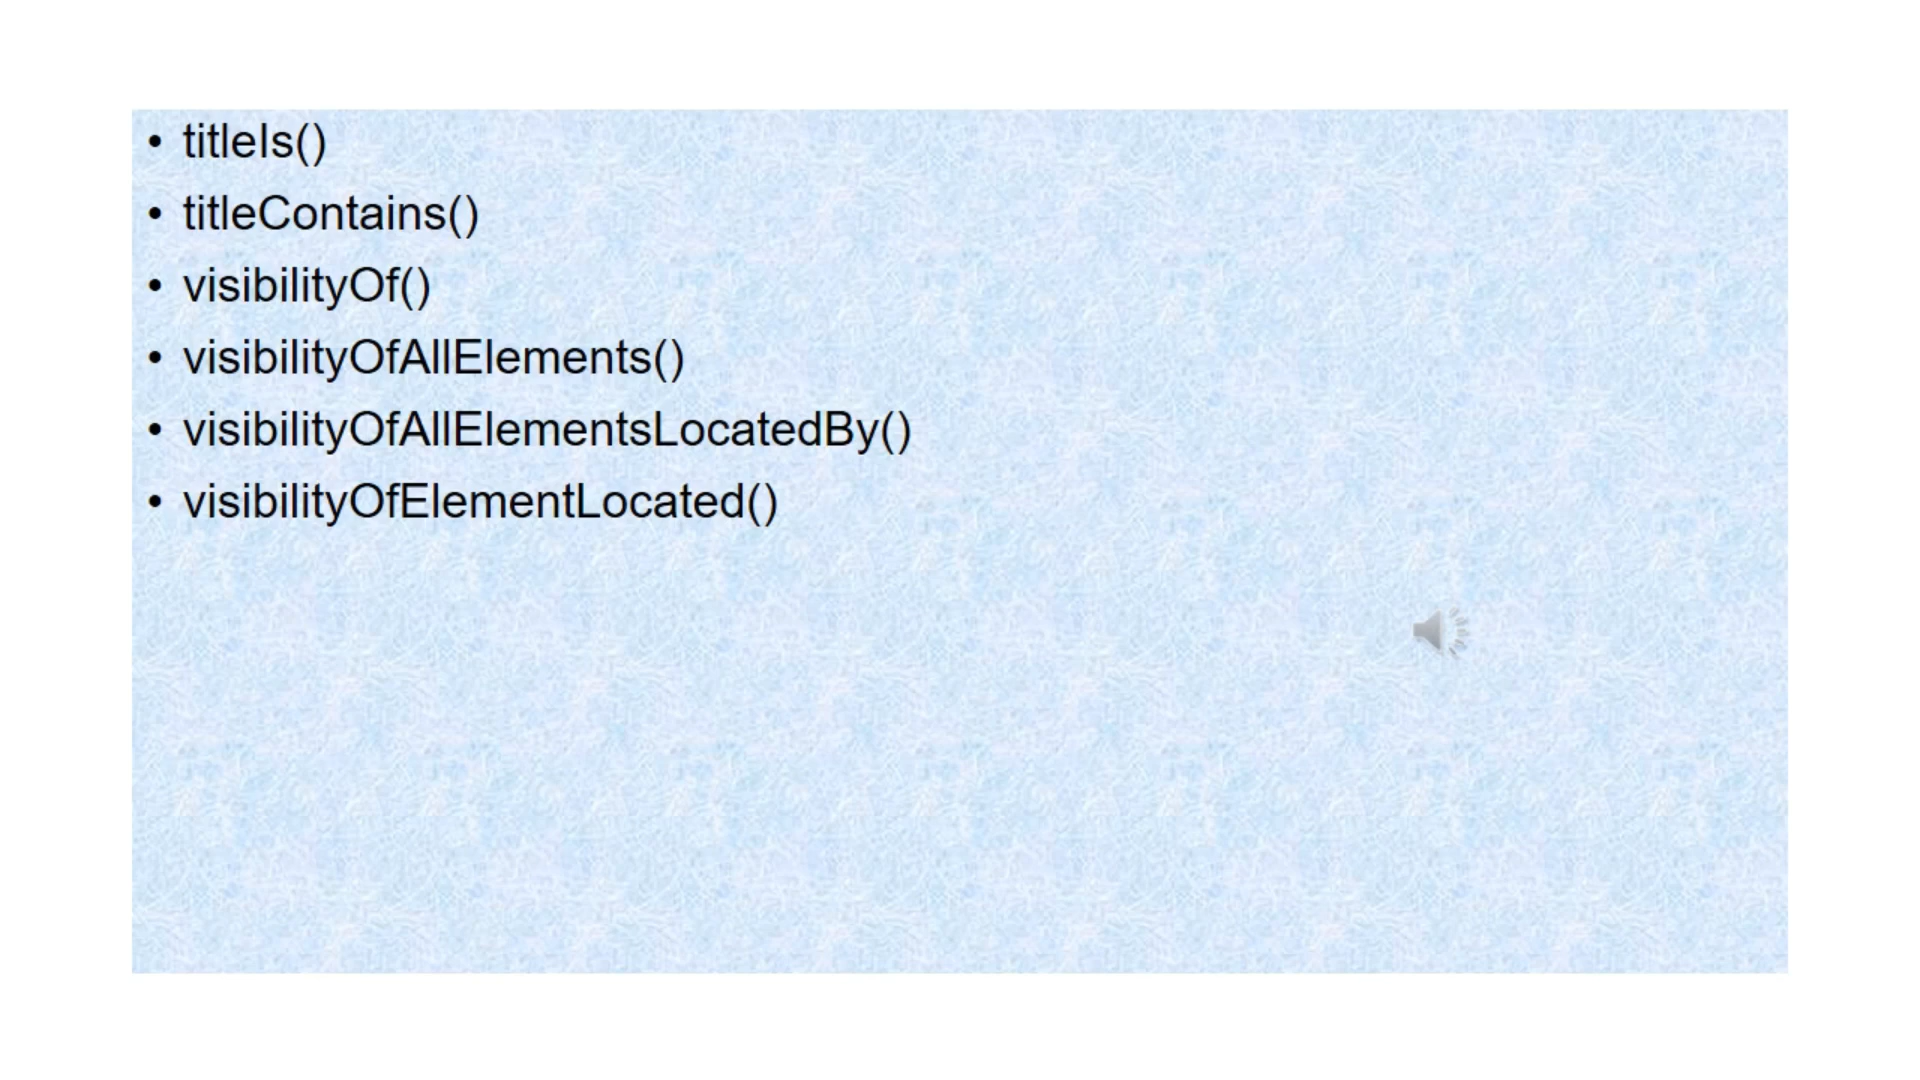 • titleIs()
• titleContains()
• visibilityOf()
• visibilityOfAllElements()
• visibilityOfAllElementsLocatedBy()
• visibilityOfElementLocated()